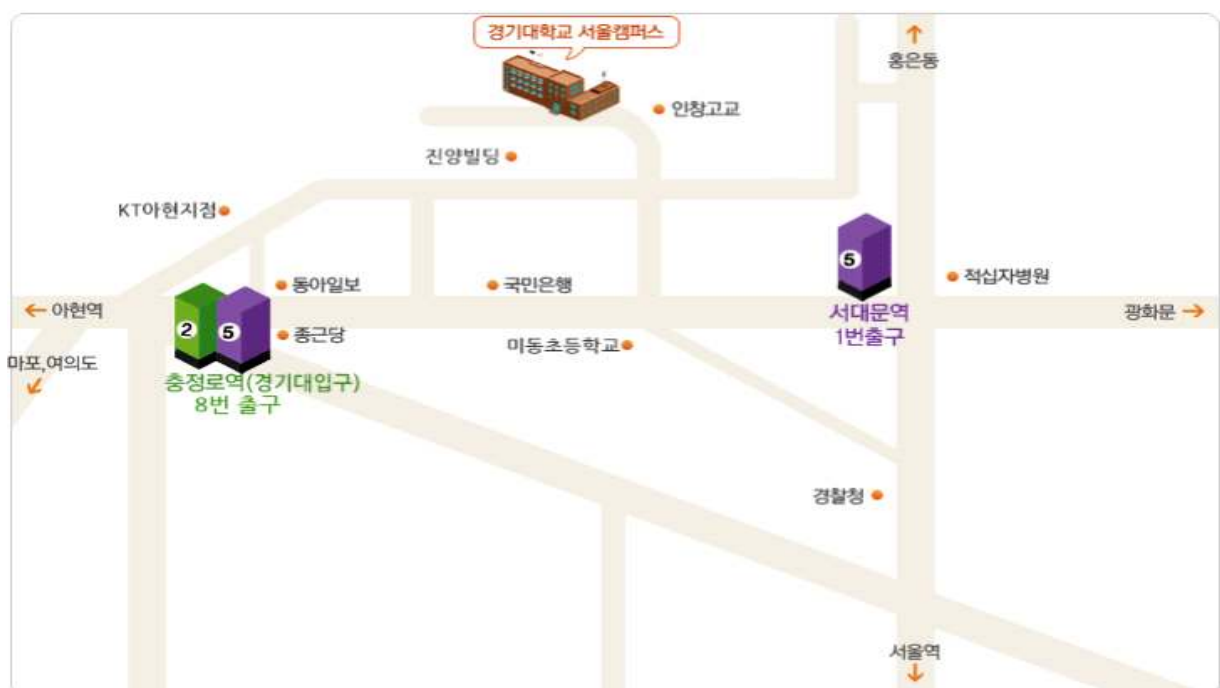 경기대학교 서울캠퍼스
↑
홍은동
인창고교
진양빌딩
KT아현지점
5
적십자병원
동아일보
국민은행
← 아현역
서대문역
1번출구
광화문 →
2
5
종근당
미동초등학교
마포,여의도
↙
충정로역(경기대입구)
8번 출구
경찰청
서울역
↓